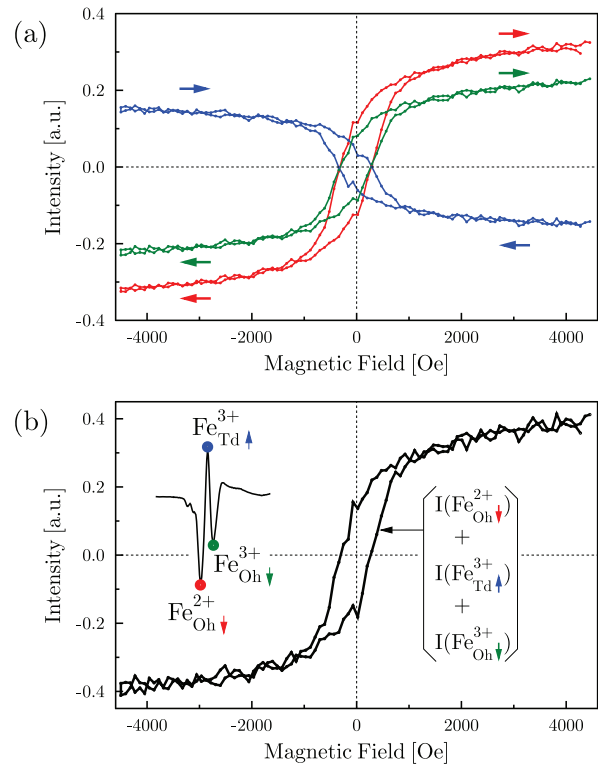 (a)
Intensity [a.u.]
0.4
0.2
0.0
-0.2
-0.4
-4000 -2000 0 2000 4000
Magnetic Field [Oe]
(b)
Intensity [a.u.]
0.4
0.2
0.0
-0.2
-0.4
Fe3+Td
Fe3+Oh
Fe2+Oh
I(Fe2+Oh)
+
I(Fe3+Td)
+
I(Fe3+Oh)
-4000 -2000 0 2000 4000
Magnetic Field [Oe]